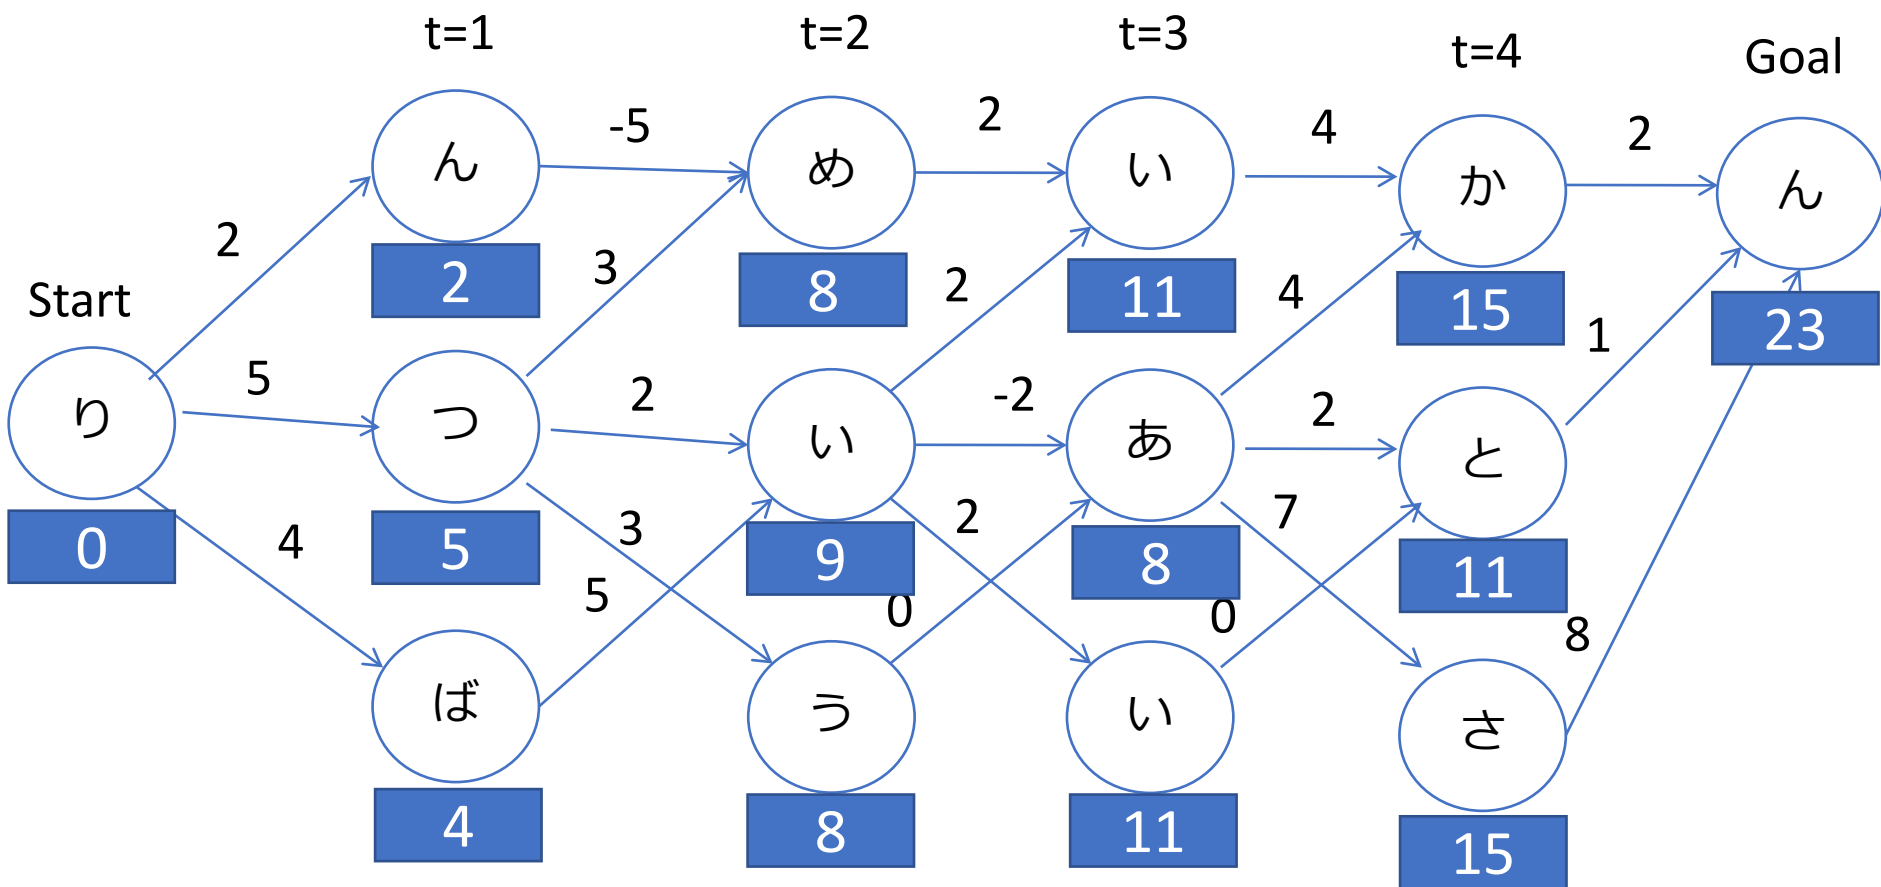 t=1 t=2 t=3 t=4 Goal
2 -5 2 4 2
ん め い か ん
2 8 11 15 23
Start 2 3 2 4 1
り 5 つ 2 い -2 あ 2 と
0 5 9 8 11
4 3 2 7
5 0 0 8
ば う い さ
4 8 11 15